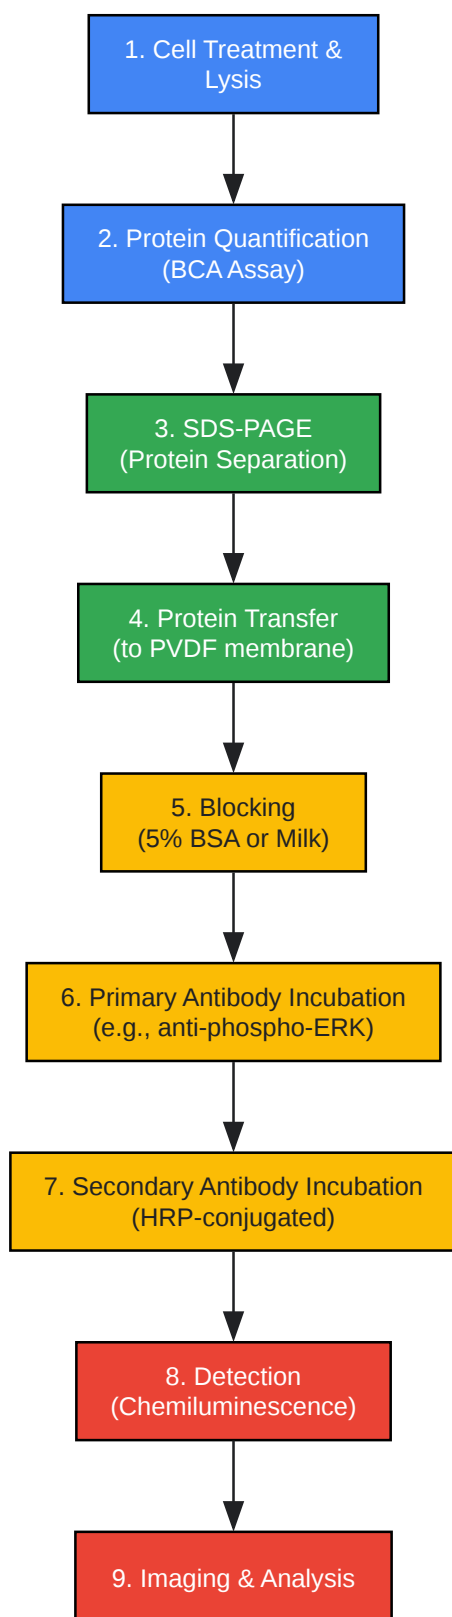 1. Cell Treatment &
Lysis
2. Protein Quantification
(BCA Assay)
3. SDS-PAGE
(Protein Separation)
4. Protein Transfer
(to PVDF membrane)
5. Blocking
(5% BSA or Milk)
6. Primary Antibody Incubation
(e.g., anti-phospho-ERK)
7. Secondary Antibody Incubation
(HRP-conjugated)
8. Detection
(Chemiluminescence)
9. Imaging & Analysis